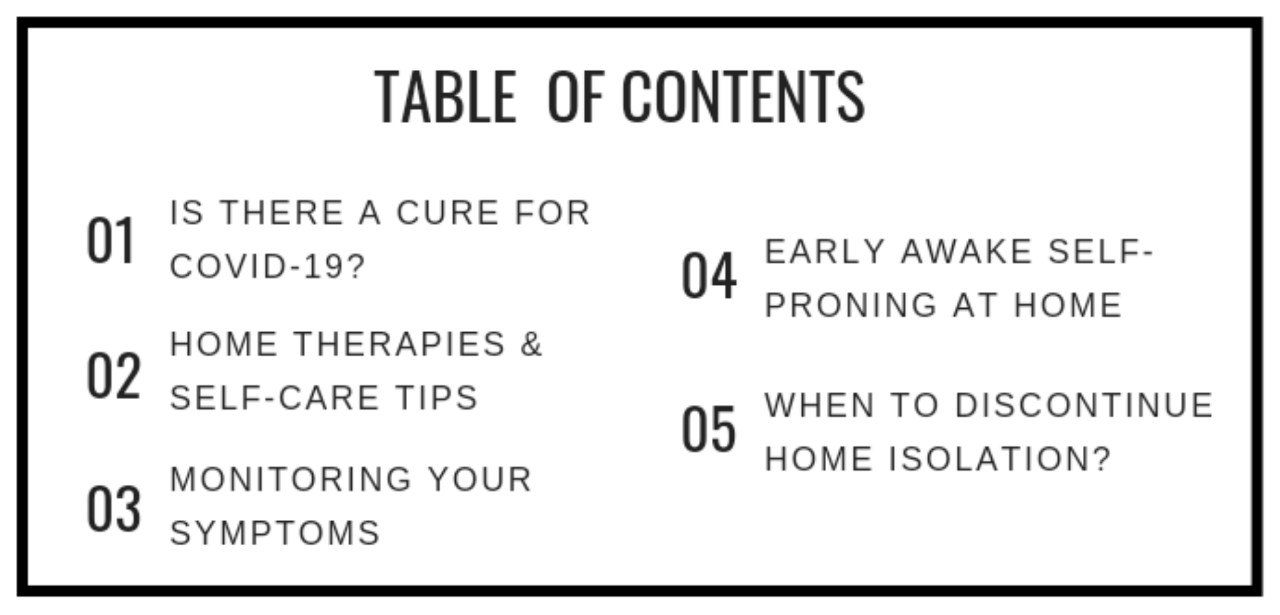 TABLE OF CONTENTS
01
IS THERE A CURE FOR
COVID-19?
02
HOME THERAPIES &
SELF-CARE TIPS
03
MONITORING YOUR
SYMPTOMS
04
EARLY AWAKE SELF-
PRONING AT HOME
05
WHEN TO DISCONTINUE
HOME ISOLATION?